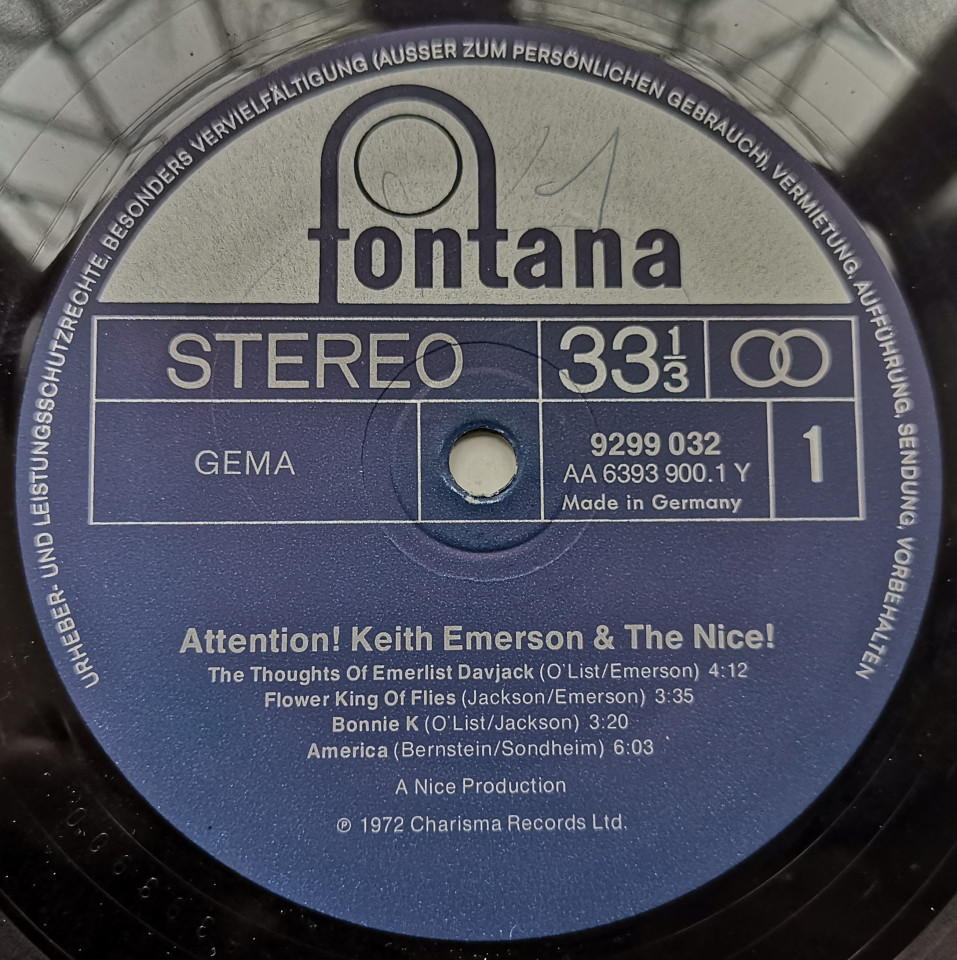 URHEBER- UND LEISTUNGSSCHUTZRECHTE, BESONDERS VERVIELFÄLTIGUNG (AUSSER ZUM PERSÖNLICHEN GEBRAUCH), VERMIETUNG, AUFFÜHRUNG, SENDUNG, VORBEHALTEN
1
fontana
STEREO
33 1/3
GEMA
9299 032
AA 6393 900.1 Y
Made in Germany
1
Attention! Keith Emerson & The Nice!
The Thoughts Of Emerlist Davjack (O'List/Emerson) 4:12
Flower King Of Flies (Jackson/Emerson) 3:35
Bonnie K (O'List/Jackson) 3:20
America (Bernstein/Sondheim) 6:03
A Nice Production
℗ 1972 Charisma Records Ltd.